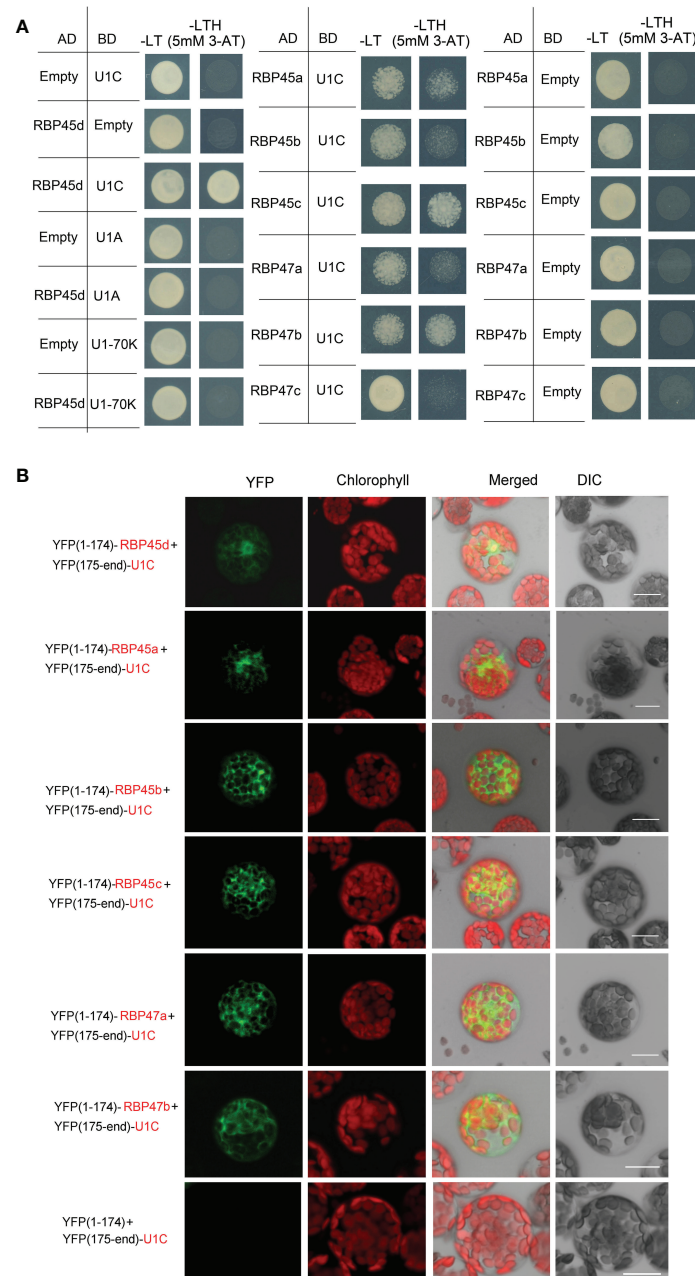 A
AD BD -LT -LTH (5mM 3-AT)
Empty U1C
RBP45d Empty
RBP45d U1C
Empty U1A
RBP45d U1A
Empty U1-70K
RBP45d U1-70K
AD BD -LT -LTH (5mM 3-AT)
RBP45a U1C
RBP45b U1C
RBP45c U1C
RBP47a U1C
RBP47b U1C
RBP47c U1C
AD BD -LT -LTH (5mM 3-AT)
RBP45a Empty
RBP45b Empty
RBP45c Empty
RBP47a Empty
RBP47b Empty
RBP47c Empty
B
YFP Chlorophyll Merged DIC
YFP(1-174)-RBP45d+
YFP(175-end)-U1C
YFP(1-174)-RBP45a+
YFP(175-end)-U1C
YFP(1-174)-RBP45b+
YFP(175-end)-U1C
YFP(1-174)-RBP45c+
YFP(175-end)-U1C
YFP(1-174)-RBP47a+
YFP(175-end)-U1C
YFP(1-174)-RBP47b+
YFP(175-end)-U1C
YFP(1-174)+
YFP(175-end)-U1C